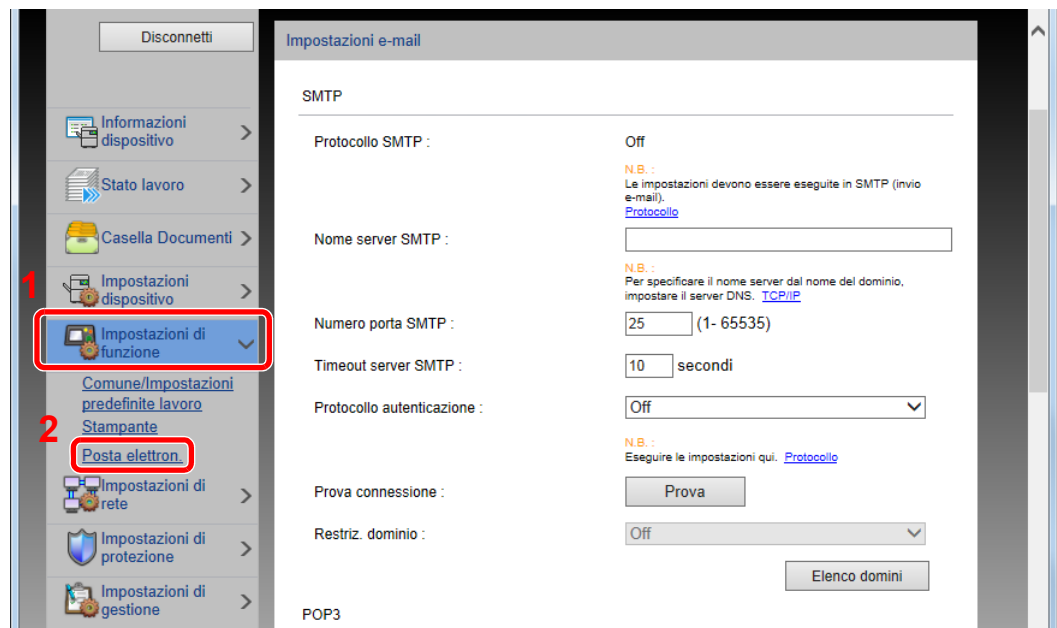 Disconnetti
Informazioni
dispositivo
Stato lavoro
Casella Documenti
1
Impostazioni
dispositivo
Impostazioni di
funzione
Comune/Impostazioni
predefinite lavoro
Stampante
2
Posta elettron.
Impostazioni di
rete
Impostazioni di
protezione
Impostazioni di
gestione
Impostazioni e-mail
SMTP
Protocollo SMTP : Off
N.B. :
Le impostazioni devono essere eseguite in SMTP (invio
e-mail).
Protocollo
Nome server SMTP :
N.B. :
Per specificare il nome server dal nome del dominio,
impostare il server DNS. TCP/IP
Numero porta SMTP : 25 (1- 65535)
Timeout server SMTP : 10 secondi
Protocollo autenticazione : Off
N.B. :
Eseguire le impostazioni qui. Protocollo
Prova connessione : Prova
Restriz. dominio : Off
Elenco domini
POP3